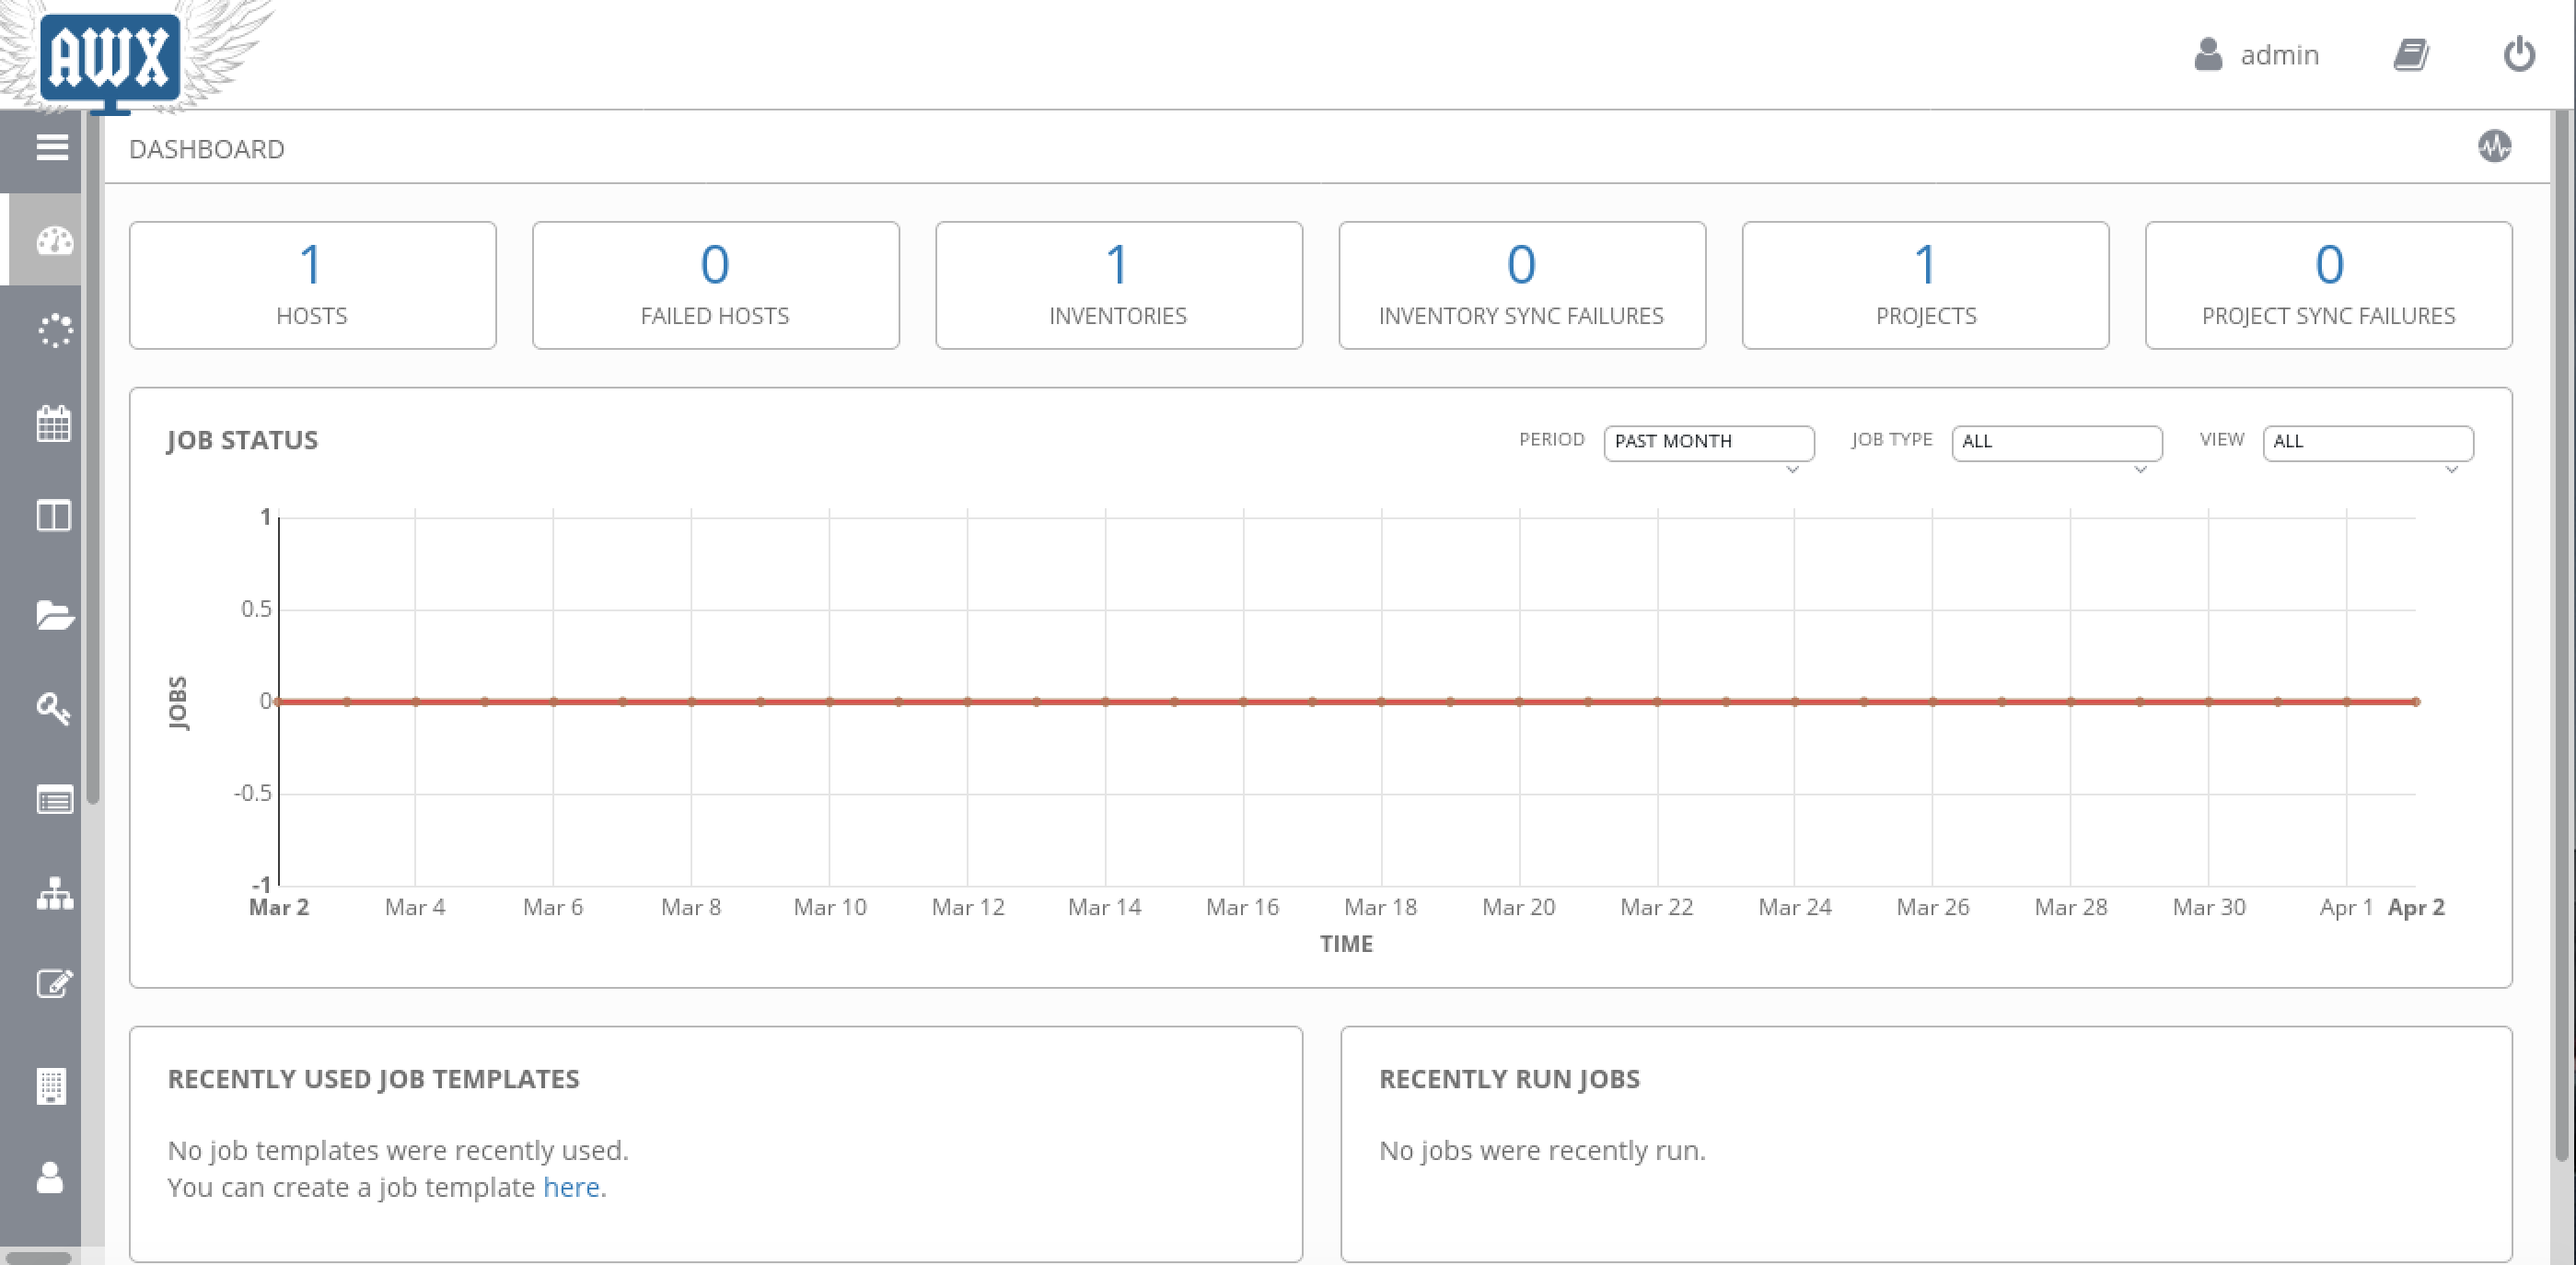 AWX
admin
DASHBOARD
1
HOSTS
0
FAILED HOSTS
1
INVENTORIES
0
INVENTORY SYNC FAILURES
1
PROJECTS
0
PROJECT SYNC FAILURES
JOB STATUS
PERIOD PAST MONTH JOB TYPE ALL VIEW ALL
1
0.5
0
-0.5
-1
JOBS
Mar 2 Mar 4 Mar 6 Mar 8 Mar 10 Mar 12 Mar 14 Mar 16 Mar 18 Mar 20 Mar 22 Mar 24 Mar 26 Mar 28 Mar 30 Apr 1 Apr 2
TIME
RECENTLY USED JOB TEMPLATES
No job templates were recently used.
You can create a job template here.
RECENTLY RUN JOBS
No jobs were recently run.